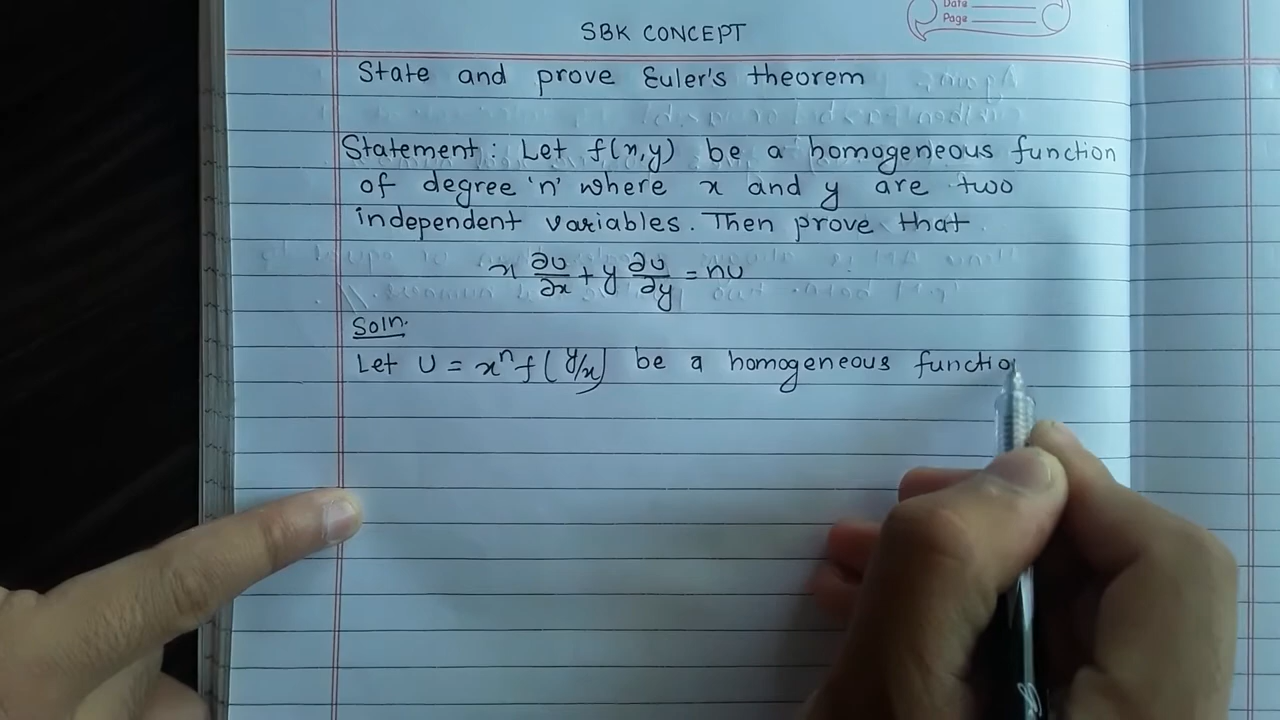 Date
Page
SBK CONCEPT
State and prove Euler's theorem
Statement: Let f(x,y) be a homogeneous function
of degree 'n' where x and y are two
independent variables. Then prove that
x ∂u/∂x + y ∂u/∂y = nu
Soln.
Let U = xⁿf(y/x) be a homogeneous functio